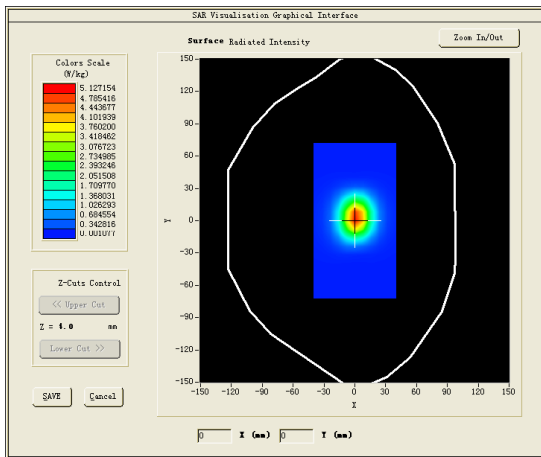 SAR Visualisation Graphical Interface
Surface Radiated Intensity
Zoom In/Out
Colors Scale
(W/kg)
5.127154
4.785416
4.443677
4.101939
3.760200
3.418462
3.076723
2.734985
2.393246
2.051508
1.709770
1.368031
1.026293
0.684554
0.342816
0.001077
Z-Cuts Control
<< Upper Cut
Z = 4.0 mm
Lower Cut >>
SAVE Cancel
150
120
90
60
30
0
-30
-60
-90
-120
-150
Y
-150 -120 -90 -60 -30 0 30 60 90 120 150
X
0 X (mm) 0 Y (mm)